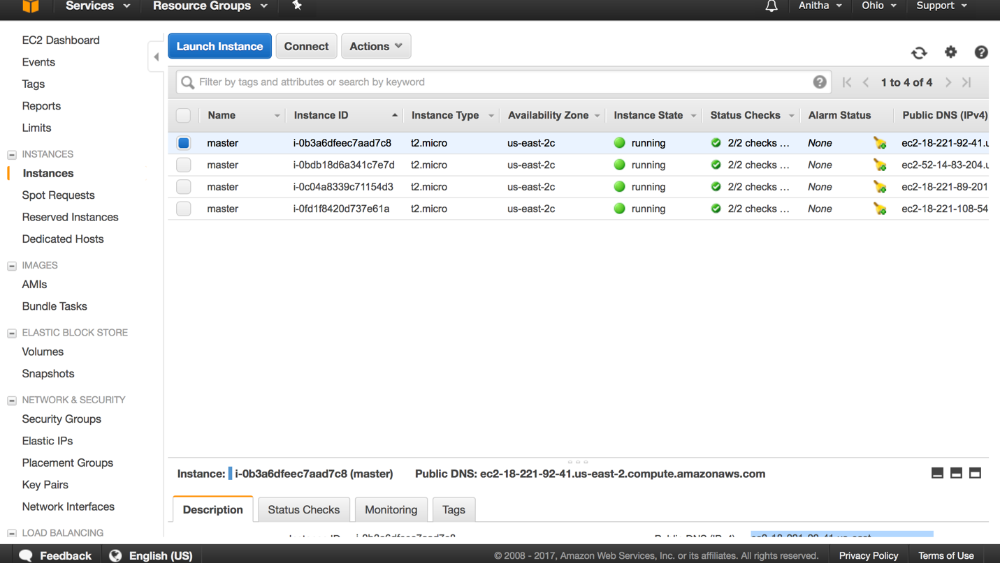 Services Resource Groups Anitha Ohio Support
EC2 Dashboard
Events
Tags
Reports
Limits
INSTANCES
Instances
Spot Requests
Reserved Instances
Dedicated Hosts
IMAGES
AMIs
Bundle Tasks
ELASTIC BLOCK STORE
Volumes
Snapshots
NETWORK & SECURITY
Security Groups
Elastic IPs
Placement Groups
Key Pairs
Network Interfaces
LOAD BALANCING
Launch Instance Connect Actions
Filter by tags and attributes or search by keyword 1 to 4 of 4
Name Instance ID Instance Type Availability Zone Instance State Status Checks Alarm Status Public DNS (IPv4)
master i-0b3a6dfeec7aad7c8 t2.micro us-east-2c running 2/2 checks ... None ec2-18-221-92-41.u
master i-0bdb18d6a341c7e7d t2.micro us-east-2c running 2/2 checks ... None ec2-52-14-83-204.u
master i-0c04a8339c71154d3 t2.micro us-east-2c running 2/2 checks ... None ec2-18-221-89-201
master i-0fd1f8420d737e61a t2.micro us-east-2c running 2/2 checks ... None ec2-18-221-108-54
Instance: i-0b3a6dfeec7aad7c8 (master) Public DNS: ec2-18-221-92-41.us-east-2.compute.amazonaws.com
Description Status Checks Monitoring Tags
Feedback English (US) © 2008 - 2017, Amazon Web Services, Inc. or its affiliates. All rights reserved. Privacy Policy Terms of Use